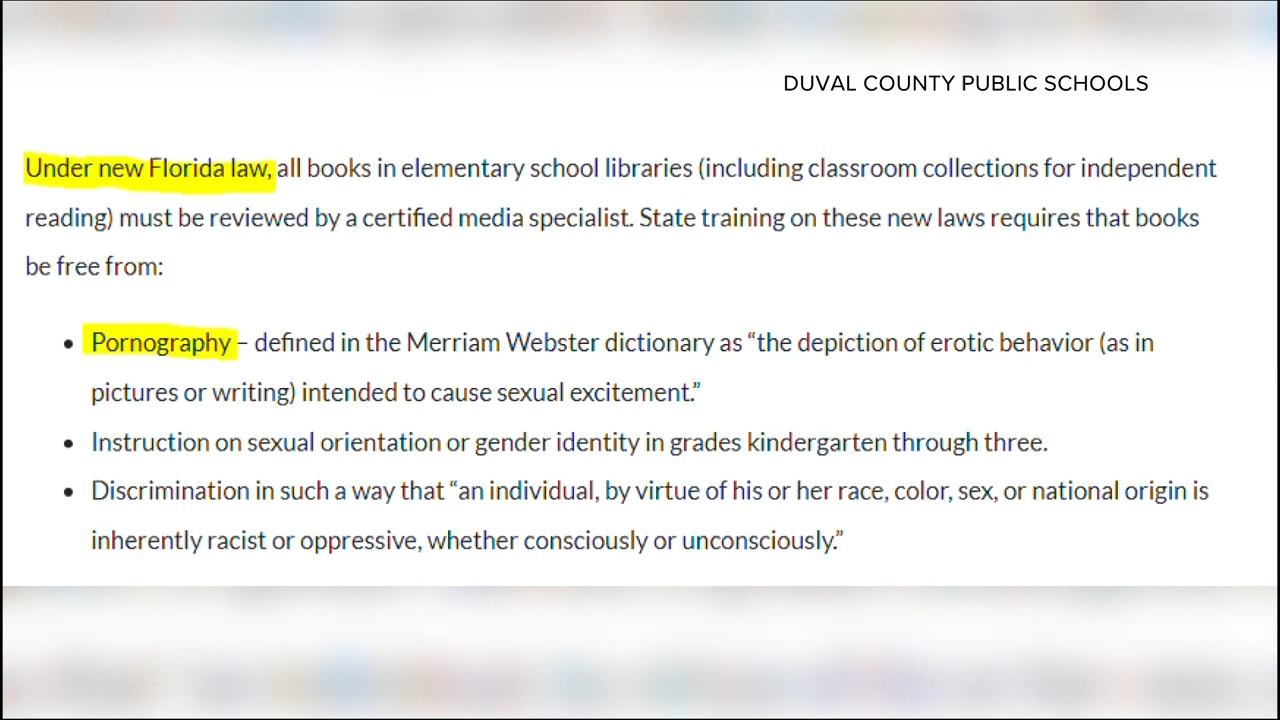 DUVAL COUNTY PUBLIC SCHOOLS
Under new Florida law, all books in elementary school libraries (including classroom collections for independent
reading) must be reviewed by a certified media specialist. State training on these new laws requires that books
be free from:
• Pornography – defined in the Merriam Webster dictionary as “the depiction of erotic behavior (as in
pictures or writing) intended to cause sexual excitement.”
• Instruction on sexual orientation or gender identity in grades kindergarten through three.
• Discrimination in such a way that “an individual, by virtue of his or her race, color, sex, or national origin is
inherently racist or oppressive, whether consciously or unconsciously.”